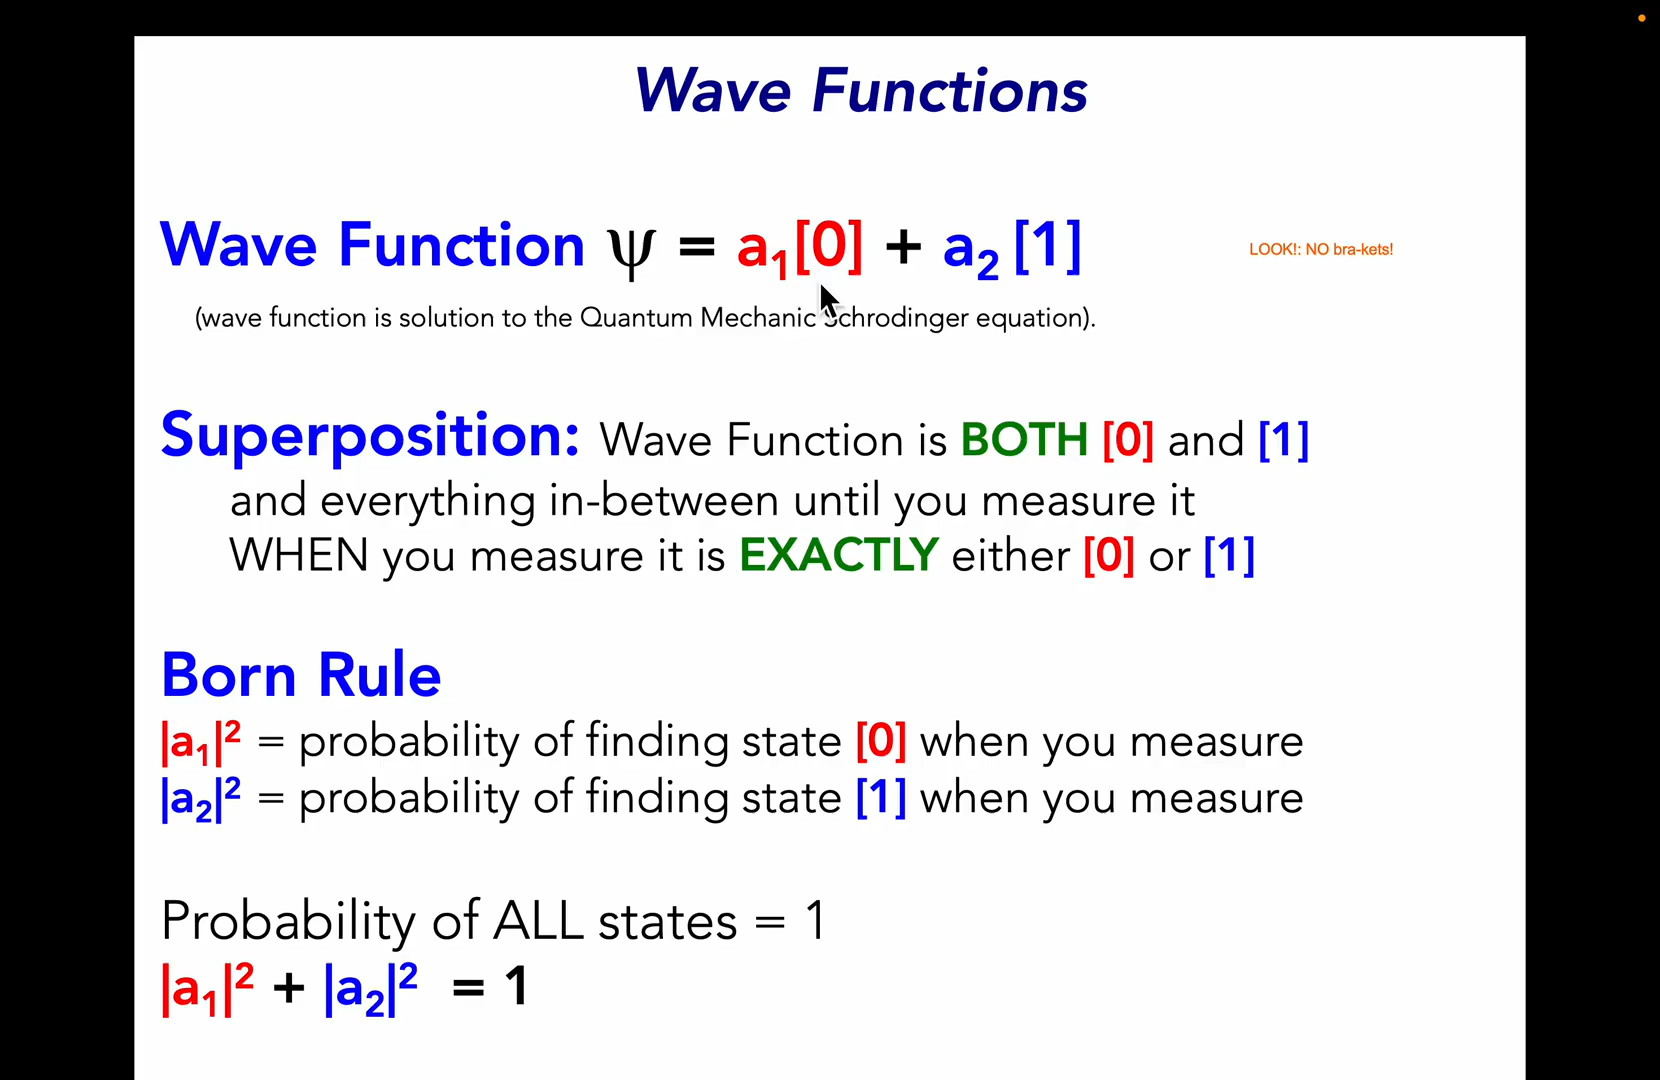 Wave Functions
Wave Function ψ = a₁[0] + a₂ [1]
LOOK!: NO bra-kets!
(wave function is solution to the Quantum Mechanic Schrodinger equation).
Superposition: Wave Function is BOTH [0] and [1]
and everything in-between until you measure it
WHEN you measure it is EXACTLY either [0] or [1]
Born Rule
|a₁|² = probability of finding state [0] when you measure
|a₂|² = probability of finding state [1] when you measure
Probability of ALL states = 1
|a₁|² + |a₂|² = 1